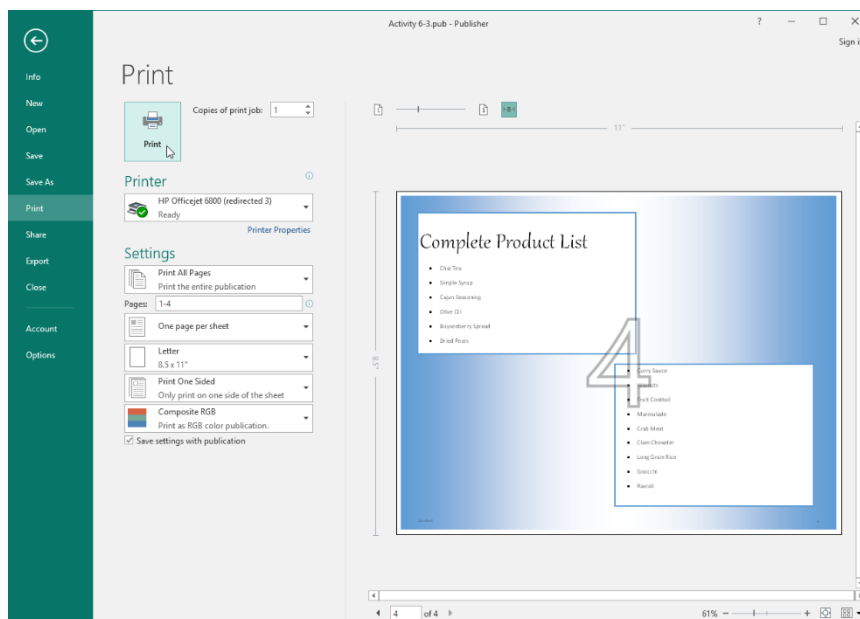 Activity 6-3.pub - Publisher
?
Sign i
Info
New
Open
Save
Save As
Print
Share
Export
Close
Account
Options
Print
Copies of print job: 1
Print
Printer
HP Officejet 6800 (redirected 3)
Ready
Printer Properties
Settings
Print All Pages
Print the entire publication
Pages: 1-4
One page per sheet
Letter
8.5 x 11"
Print One Sided
Only print on one side of the sheet
Composite RGB
Print as RGB color publication.
Save settings with publication
11"
8.5"
Complete Product List
Chai Tea
Simple Syrup
Cajun Seasoning
Olive Oil
Boysenberry Spread
Dried Pears
4
Curry Sauce
Fruit Cocktail
Marmalade
Crab Meat
Clam Chowder
Long Grain Rice
Gnocchi
Ravioli
4 of 4
61%